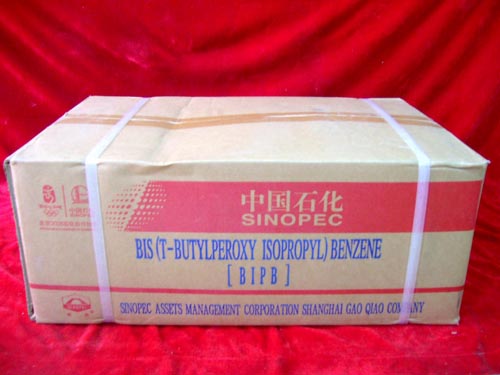 中国石化
SINOPEC
BIS (T-BUTYLPEROXY ISOPROPYL) BENZENE
[ BIPB ]
SINOPEC ASSETS MANAGEMENT CORPORATION SHANGHAI GAO QIAO COMPANY